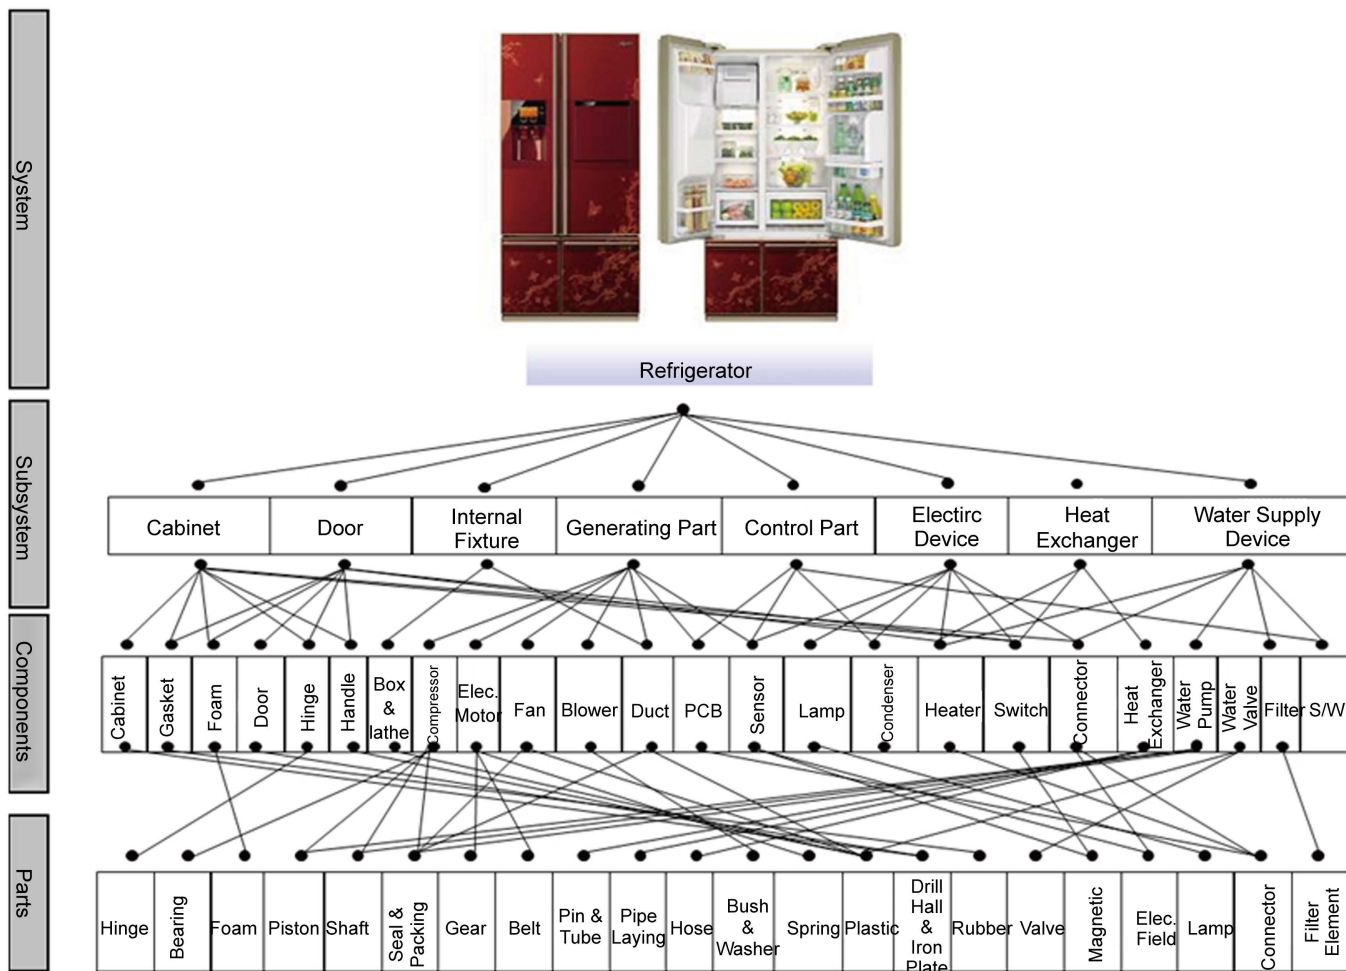 System
Refrigerator
Subsystem
Cabinet
Door
Internal
Fixture
Generating Part
Control Part
Electirc
Device
Heat
Exchanger
Water Supply
Device
Components
Cabinet
Gasket
Foam
Door
Hinge
Handle
Box
&
lathe
Compressor
Elec.
Motor
Fan
Blower
Duct
PCB
Sensor
Lamp
Condenser
Heater
Switch
Connector
Heat
Exchanger
Water
Pump
Water
Valve
Filter
S/W
Parts
Hinge
Bearing
Foam
Piston
Shaft
Seal &
Packing
Gear
Belt
Pin &
Tube
Pipe
Laying
Hose
Bush
&
Washer
Spring
Plastic
Drill
Hall
&
Iron
Plate
Rubber
Valve
Magnetic
Elec.
Field
Lamp
Connector
Filter
Element